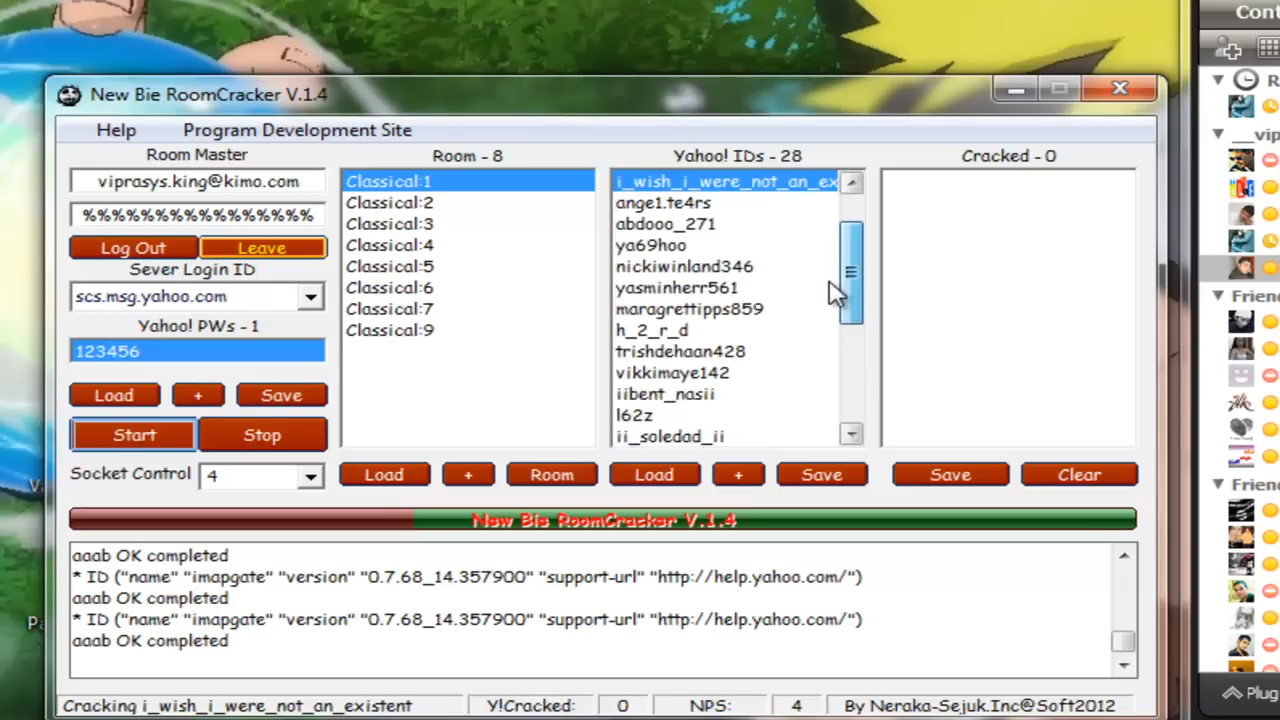 New Bie RoomCracker V.1.4
Help Program Development Site
Room Master
viprasys.king@kimo.com
%%%%%%%%%%%%%%%%
Log Out Leave
Sever Login ID
scs.msg.yahoo.com
Yahoo! PWs - 1
123456
Load + Save
Start Stop
Socket Control 4
Room - 8
Classical:1
Classical:2
Classical:3
Classical:4
Classical:5
Classical:6
Classical:7
Classical:9
Load + Room
Yahoo! IDs - 28
i_wish_i_were_not_an_ex
ange1.te4rs
abdooo_271
ya69hoo
nickiwinland346
yasminherr561
maragrettipps859
h_2_r_d
trishdehaan428
vikkimaye142
iibent_nasii
l62z
ii_soledad_ii
Load + Save
Cracked - 0
Save Clear
New Bie RoomCracker V.1.4
aaab OK completed
* ID ("name" "imapgate" "version" "0.7.68_14.357900" "support-url" "http://help.yahoo.com/")
aaab OK completed
* ID ("name" "imapgate" "version" "0.7.68_14.357900" "support-url" "http://help.yahoo.com/")
aaab OK completed
Cracking i_wish_i_were_not_an_existent Y!Cracked: 0 NPS: 4 By Neraka-Sejuk.Inc@Soft2012
Cont
R
__vip
Friend
Friend
Plug